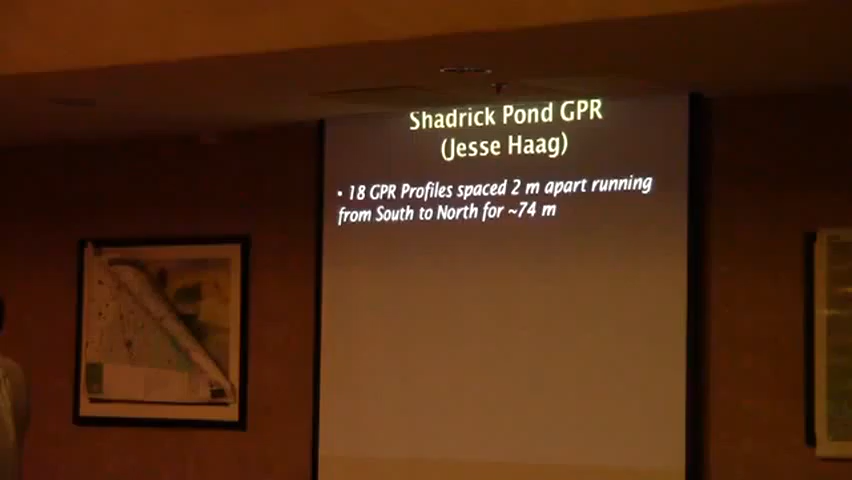 Shadrick Pond GPR
(Jesse Haag)
• 18 GPR Profiles spaced 2 m apart running
from South to North for ~74 m